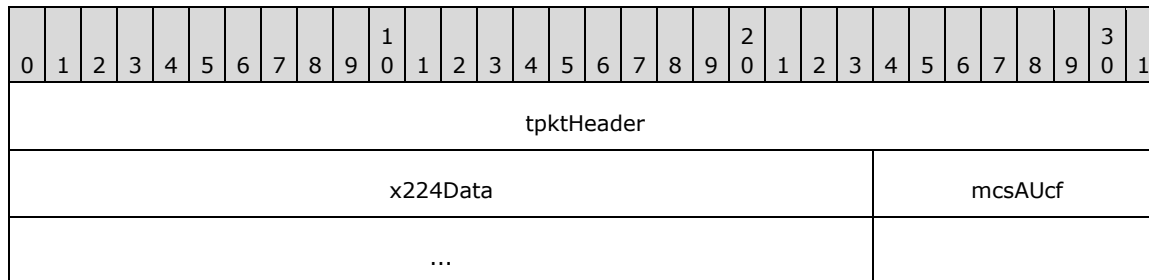 1 2 3
0 1 2 3 4 5 6 7 8 9 0 1 2 3 4 5 6 7 8 9 0 1 2 3 4 5 6 7 8 9 0 1
tpktHeader
x224Data mcsAUcf
...